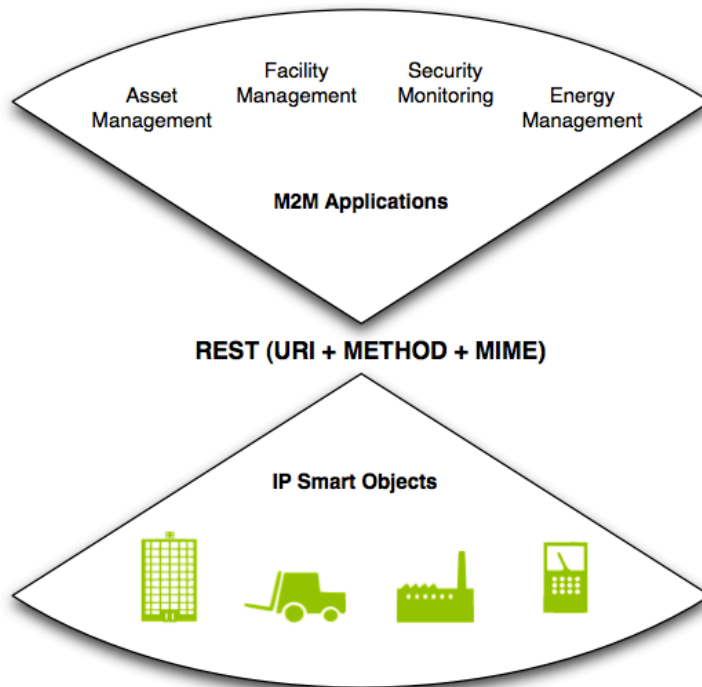 Asset
Management
Facility
Management
Security
Monitoring
Energy
Management
M2M Applications
REST (URI + METHOD + MIME)
IP Smart Objects